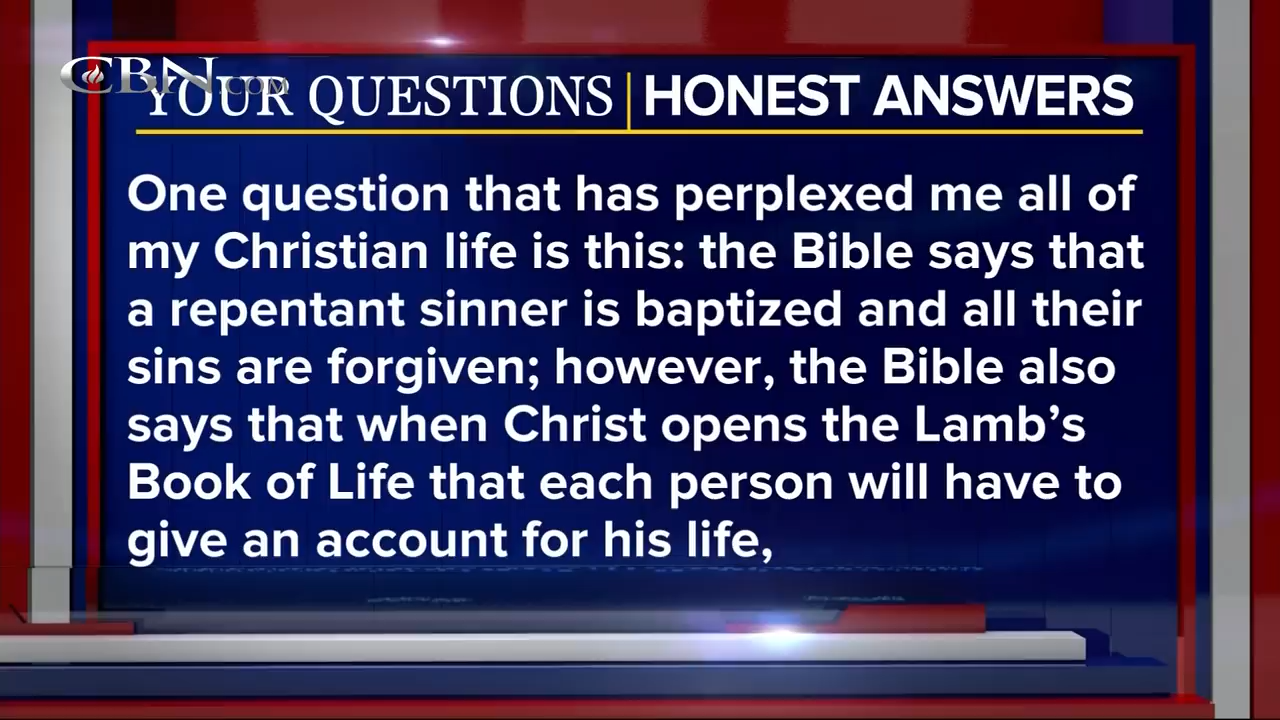 CBN.COM
YOUR QUESTIONS HONEST ANSWERS
One question that has perplexed me all of
my Christian life is this: the Bible says that
a repentant sinner is baptized and all their
sins are forgiven; however, the Bible also
says that when Christ opens the Lamb’s
Book of Life that each person will have to
give an account for his life,